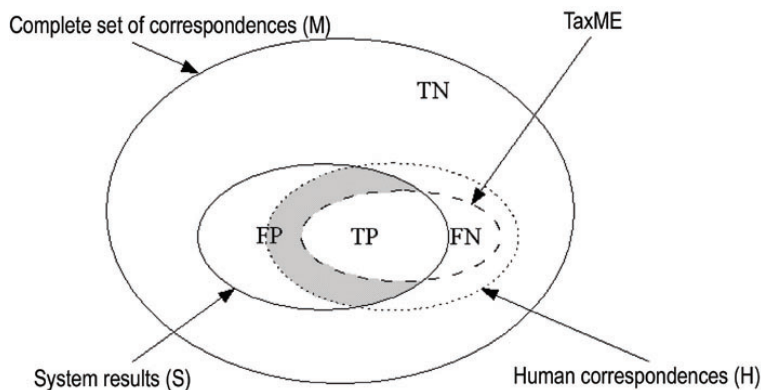 TaxME
Complete set of correspondences (M)
TN
FP
TP
FN
System results (S)
Human correspondences (H)